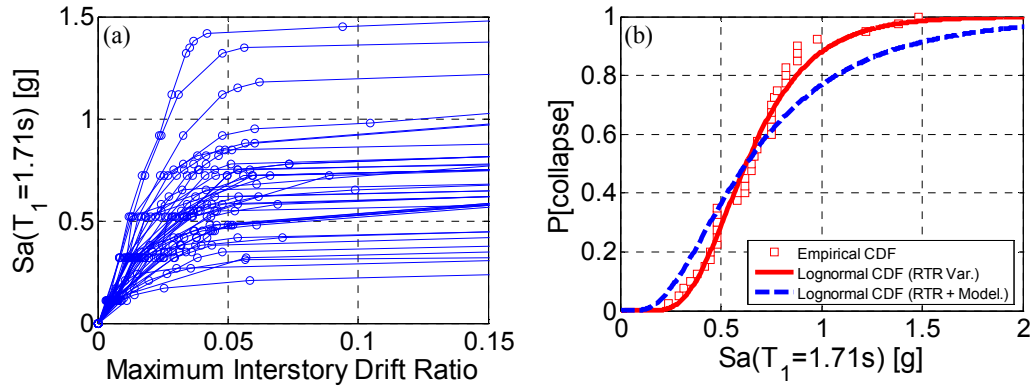 (a)
1.5
1
0.5
0
0 0.05 0.1 0.15
Sa(T1=1.71s) [g]
Maximum Interstory Drift Ratio
(b)
1
0.8
0.6
0.4
0.2
0
0 0.5 1 1.5 2
P[collapse]
Empirical CDF
Lognormal CDF (RTR Var.)
Lognormal CDF (RTR + Model.)
Sa(T1=1.71s) [g]